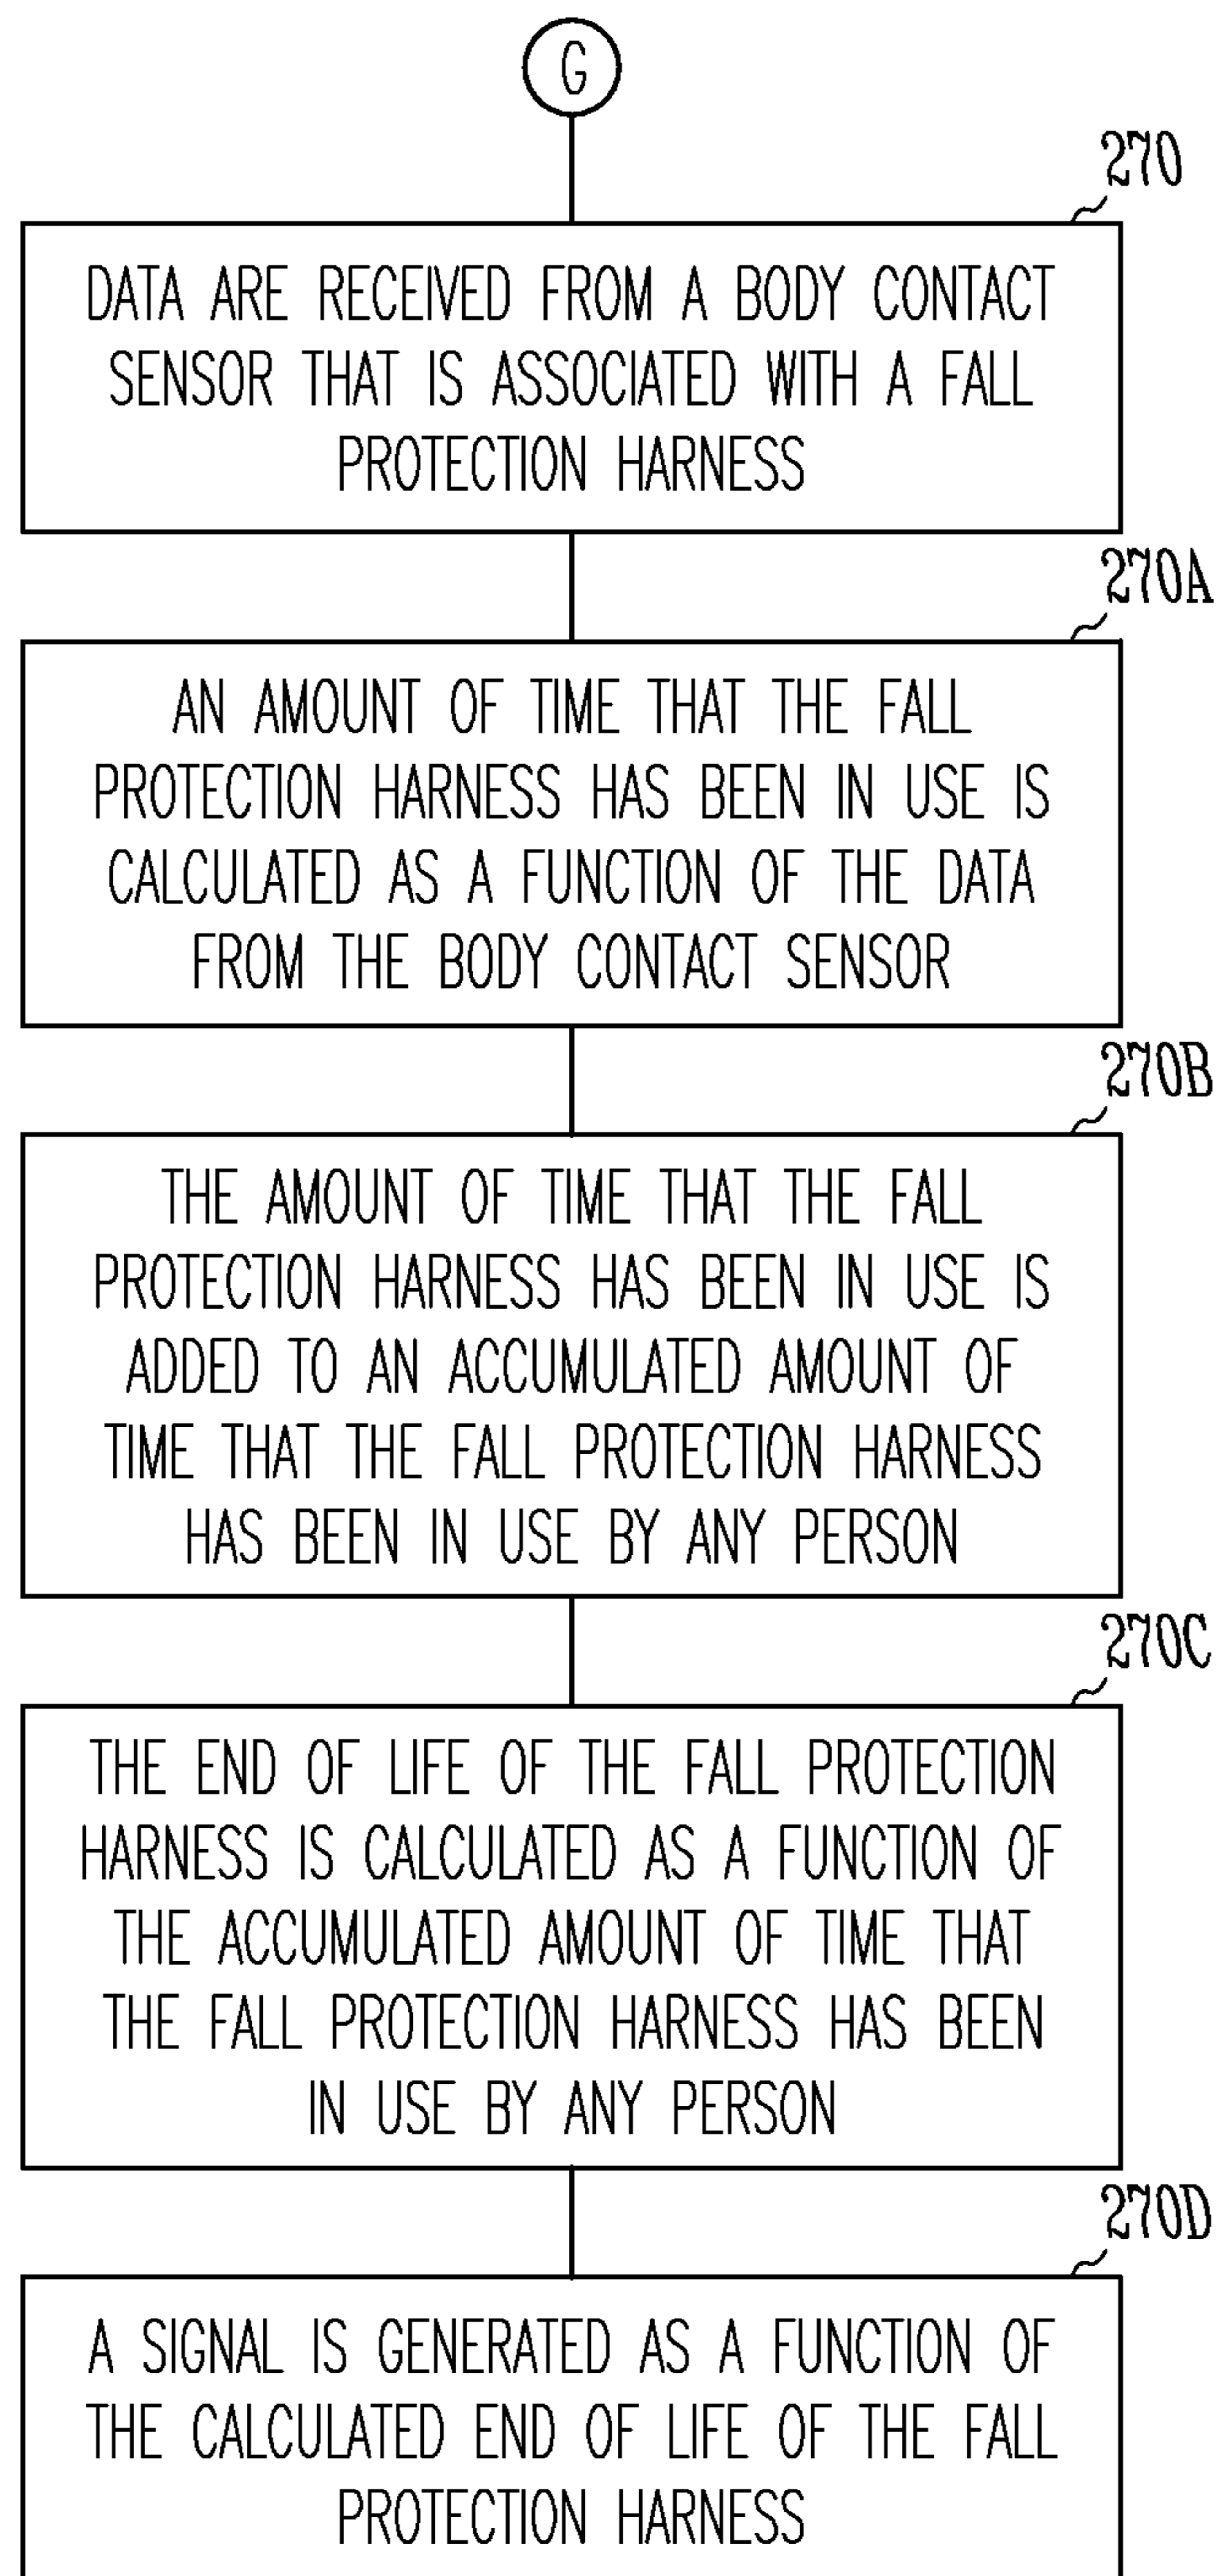 G
270
DATA ARE RECEIVED FROM A BODY CONTACT
SENSOR THAT IS ASSOCIATED WITH A FALL
PROTECTION HARNESS
270A
AN AMOUNT OF TIME THAT THE FALL
PROTECTION HARNESS HAS BEEN IN USE IS
CALCULATED AS A FUNCTION OF THE DATA
FROM THE BODY CONTACT SENSOR
270B
THE AMOUNT OF TIME THAT THE FALL
PROTECTION HARNESS HAS BEEN IN USE IS
ADDED TO AN ACCUMULATED AMOUNT OF
TIME THAT THE FALL PROTECTION HARNESS
HAS BEEN IN USE BY ANY PERSON
270C
THE END OF LIFE OF THE FALL PROTECTION
HARNESS IS CALCULATED AS A FUNCTION OF
THE ACCUMULATED AMOUNT OF TIME THAT
THE FALL PROTECTION HARNESS HAS BEEN
IN USE BY ANY PERSON
270D
A SIGNAL IS GENERATED AS A FUNCTION OF
THE CALCULATED END OF LIFE OF THE FALL
PROTECTION HARNESS